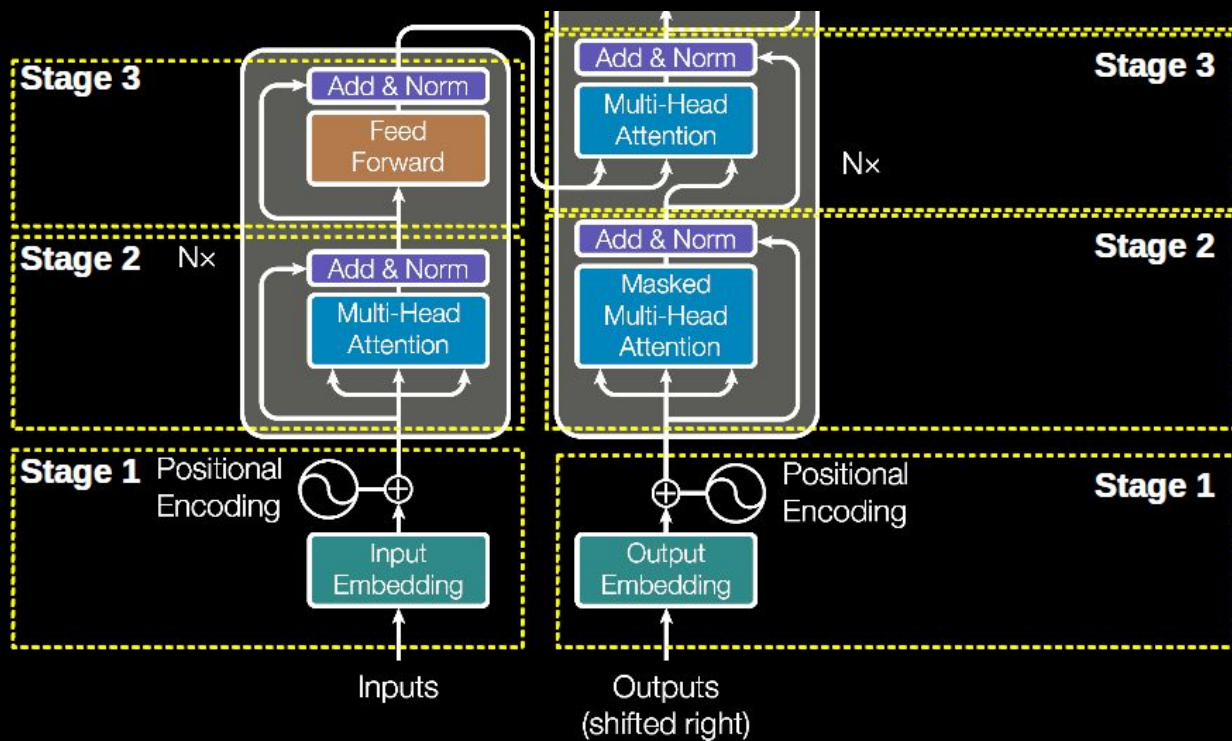 Stage 3
Add & Norm
Feed
Forward
Stage 2
N×
Add & Norm
Multi-Head
Attention
Stage 1
Positional
Encoding
Input
Embedding
Inputs
Add & Norm
Multi-Head
Attention
Stage 3
N×
Add & Norm
Masked
Multi-Head
Attention
Stage 2
Positional
Encoding
Stage 1
Output
Embedding
Outputs
(shifted right)